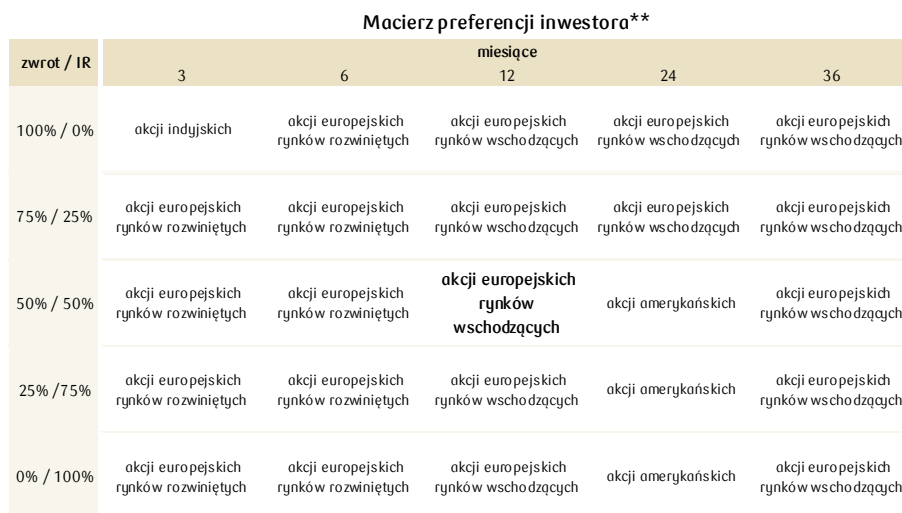 Macierz preferencji inwestora**
zwrot / IR
miesiące
3 6 12 24 36
100% / 0%
akcji indyjskich
akcji europejskich
rynków rozwiniętych
akcji europejskich
rynków wschodzących
akcji europejskich
rynków wschodzących
akcji europejskich
rynków wschodzących
75% / 25%
akcji europejskich
rynków rozwiniętych
akcji europejskich
rynków rozwiniętych
akcji europejskich
rynków wschodzących
akcji europejskich
rynków wschodzących
akcji europejskich
rynków wschodzących
50% / 50%
akcji europejskich
rynków rozwiniętych
akcji europejskich
rynków rozwiniętych
akcji europejskich
rynków
wschodzących
akcji amerykańskich
akcji europejskich
rynków wschodzących
25% /75%
akcji europejskich
rynków rozwiniętych
akcji europejskich
rynków rozwiniętych
akcji europejskich
rynków wschodzących
akcji amerykańskich
akcji europejskich
rynków wschodzących
0% / 100%
akcji europejskich
rynków rozwiniętych
akcji europejskich
rynków rozwiniętych
akcji europejskich
rynków wschodzących
akcji amerykańskich
akcji europejskich
rynków wschodzących